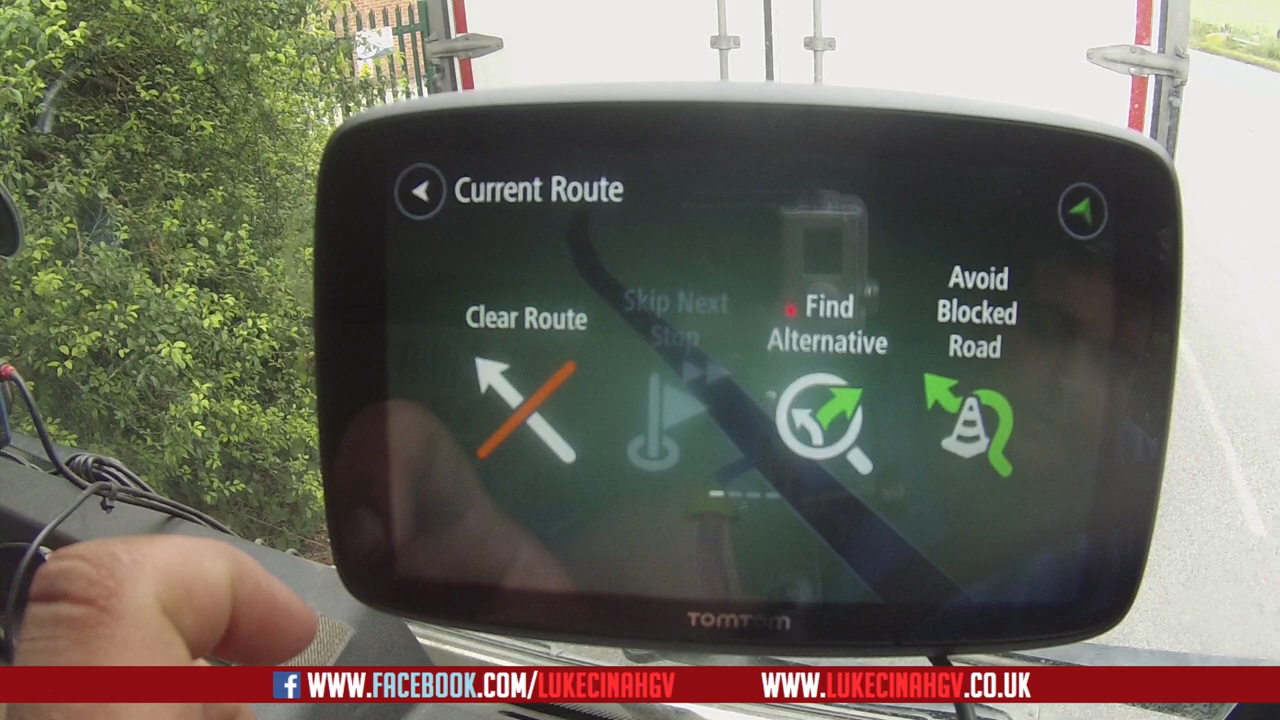 Current Route
Clear Route
Skip Next
Stop
Find
Alternative
Avoid
Blocked
Road
TOMTOM
WWW.FACEBOOK.COM/LUKECINAHGV
WWW.LUKECINAHGV.CO.UK